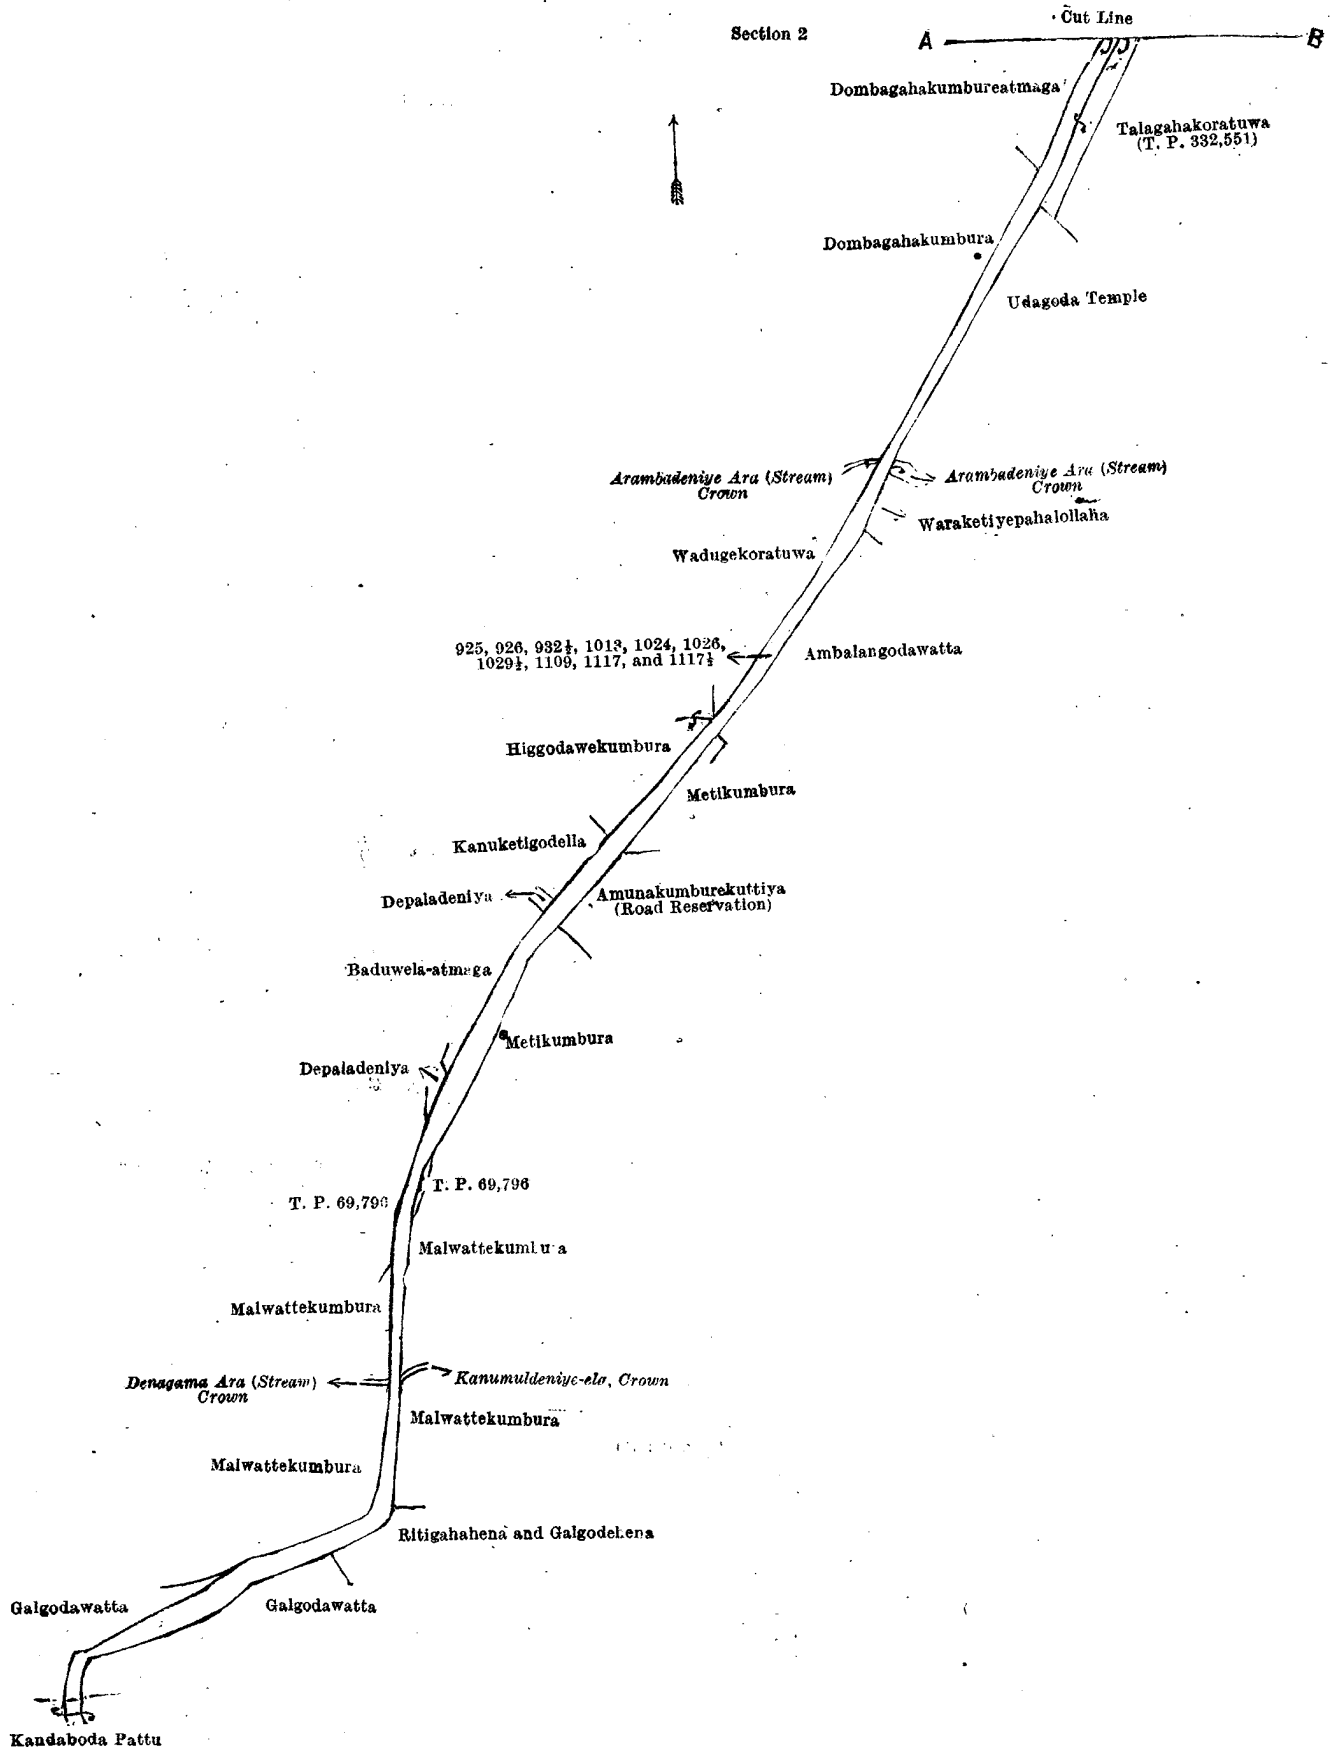 Cut Line
Section 2
A
B
Dombagahakumbureatmaga
Talagahakoratuwa
(T. P. 332,551)
Dombagahakumbura
Udagoda Temple
Arambadeniye Ara (Stream)
Crown
Arambadeniye Ara (Stream)
Crown
Waraketiyepahalollaha
Wadugekoratuwa
925, 926, 932½, 1013, 1024, 1026,
1029½, 1109, 1117, and 1117½
Ambalangodawatta
Higgodawekumbura
Metikumbura
Kanuketigodella
Depaladeniya
Amunakumburekuttiya
(Road Reservation)
Baduwela-atmaga
Metikumbura
Depaladeniya
T. P. 69,796
T. P. 69,796
Malwattekumbura
Malwattekumbura
Denagama Ara (Stream)
Crown
Kanumuldeniye-ela, Crown
Malwattekumbura
Malwattekumbura
Ritigahahena and Galgodehena
Galgodawatta
Galgodawatta
Kandaboda Pattu